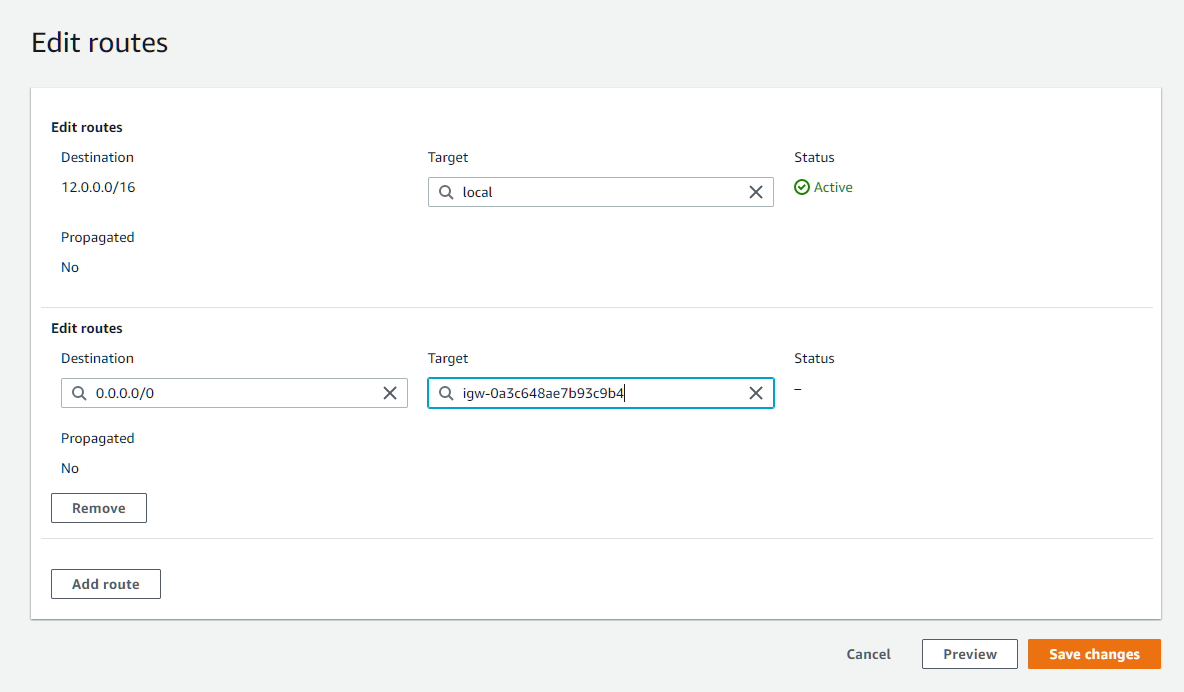 Edit routes
Edit routes
Destination
Target
Status
12.0.0.0/16
local
Active
Propagated
No
Edit routes
Destination
Target
Status
0.0.0.0/0
igw-0a3c648ae7b93c9b4
–
Propagated
No
Remove
Add route
Cancel
Preview
Save changes